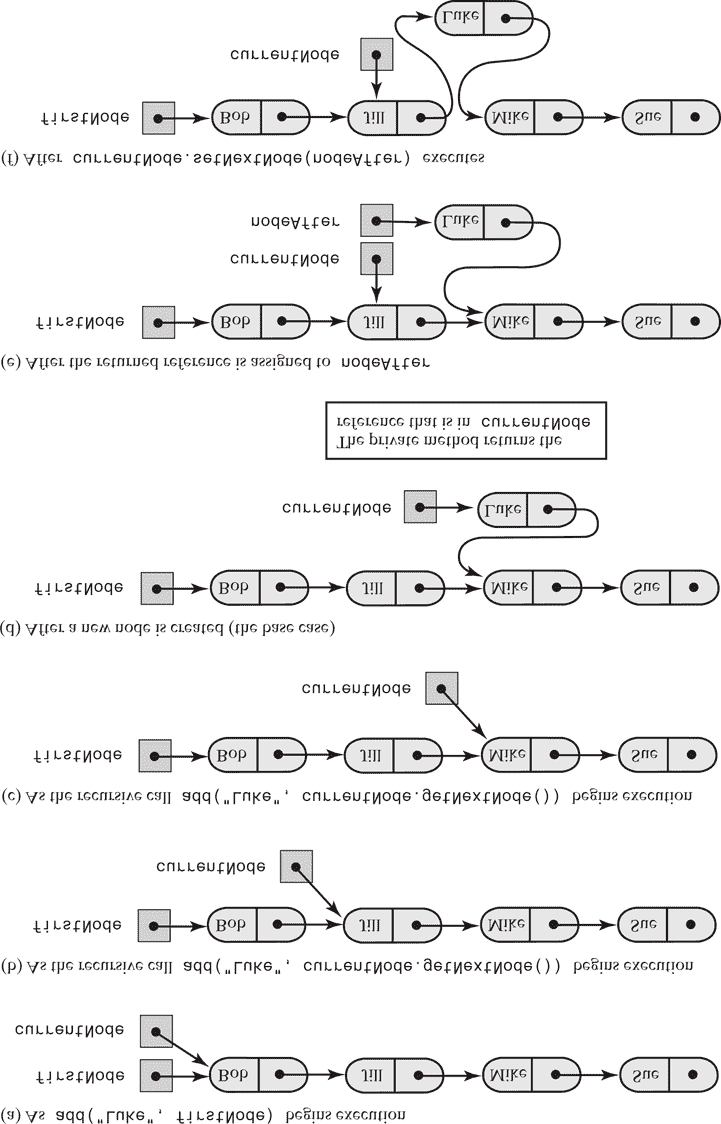 (a) As add("Luke", firstNode) begins execution
firstNode Bob Jill Mike Sue
currentNode
(b) As the recursive call add("Luke", currentNode.getNextNode()) begins execution
firstNode Bob Jill Mike Sue
currentNode
(c) As the recursive call add("Luke", currentNode.getNextNode()) begins execution
firstNode Bob Jill Mike Sue
currentNode
(d) After a new node is created (the base case)
firstNode Bob Jill Mike Sue
currentNode Luke
The private method returns the
reference that is in currentNode
(e) After the returned reference is assigned to nodeAfter
firstNode Bob Jill Mike Sue
currentNode
nodeAfter Luke
(f) After currentNode.setNextNode(nodeAfter) executes
firstNode Bob Jill Mike Sue
currentNode
Luke